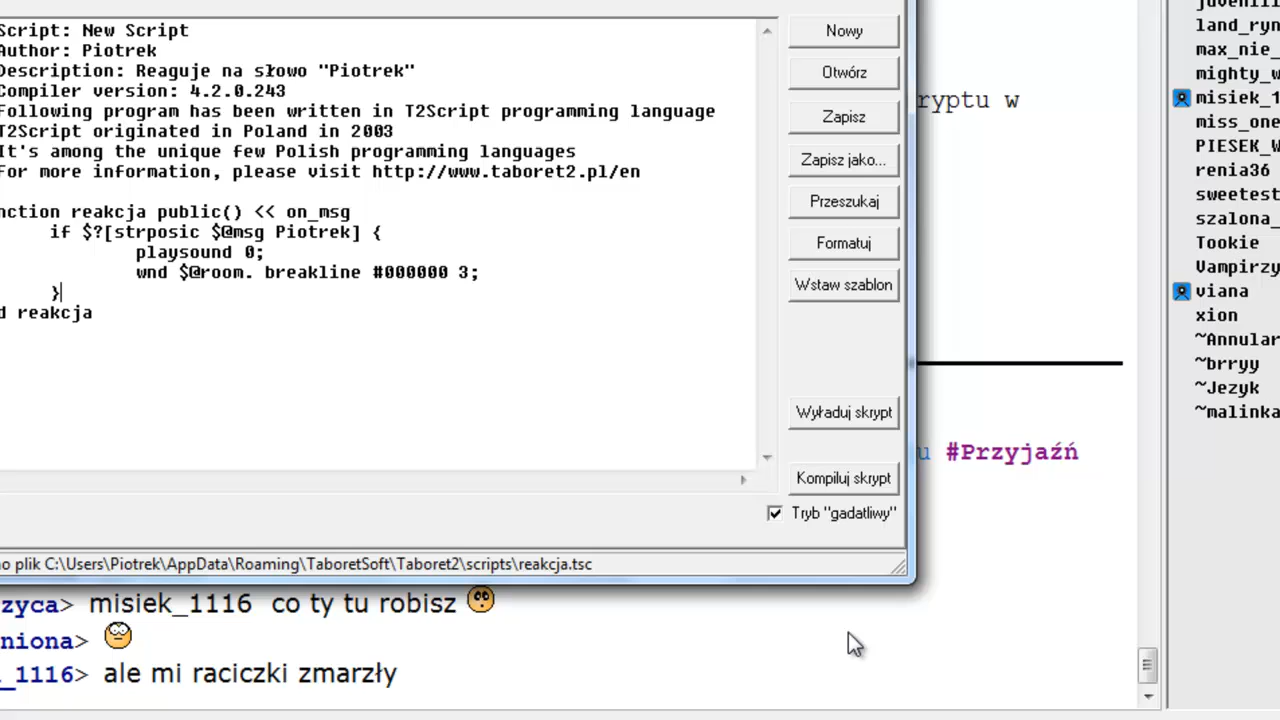 Script: New Script
Author: Piotrek
Description: Reaguje na słowo "Piotrek"
Compiler version: 4.2.0.243
Following program has been written in T2Script programming language
T2Script originated in Poland in 2003
It's among the unique few Polish programming languages
For more information, please visit http://www.taboret2.pl/en
nction reakcja public() << on_msg
if $?[strposic $@msg Piotrek] {
playsound 0;
wnd $@room. breakline #000000 3;
}
d reakcja
Nowy
Otwórz
Zapisz
Zapisz jako...
Przeszukaj
Formatuj
Wstaw szablon
Wyładuj skrypt
Kompiluj skrypt
Tryb "gadatliwy"
o plik C:\Users\Piotrek\AppData\Roaming\TaboretSoft\Taboret2\scripts\reakcja.tsc
ryptu w
u #Przyjaźń
zyca> misiek_1116 co ty tu robisz
niona>
_1116> ale mi raciczki zmarzły
land_ryn
max_nie_
mighty_w
misiek_1
miss_one
PIESEK_W
renia36
sweetest
szalona_
Tookie
Vampirzy
viana
xion
~Annular
~brryy
~Jezyk
~malinka